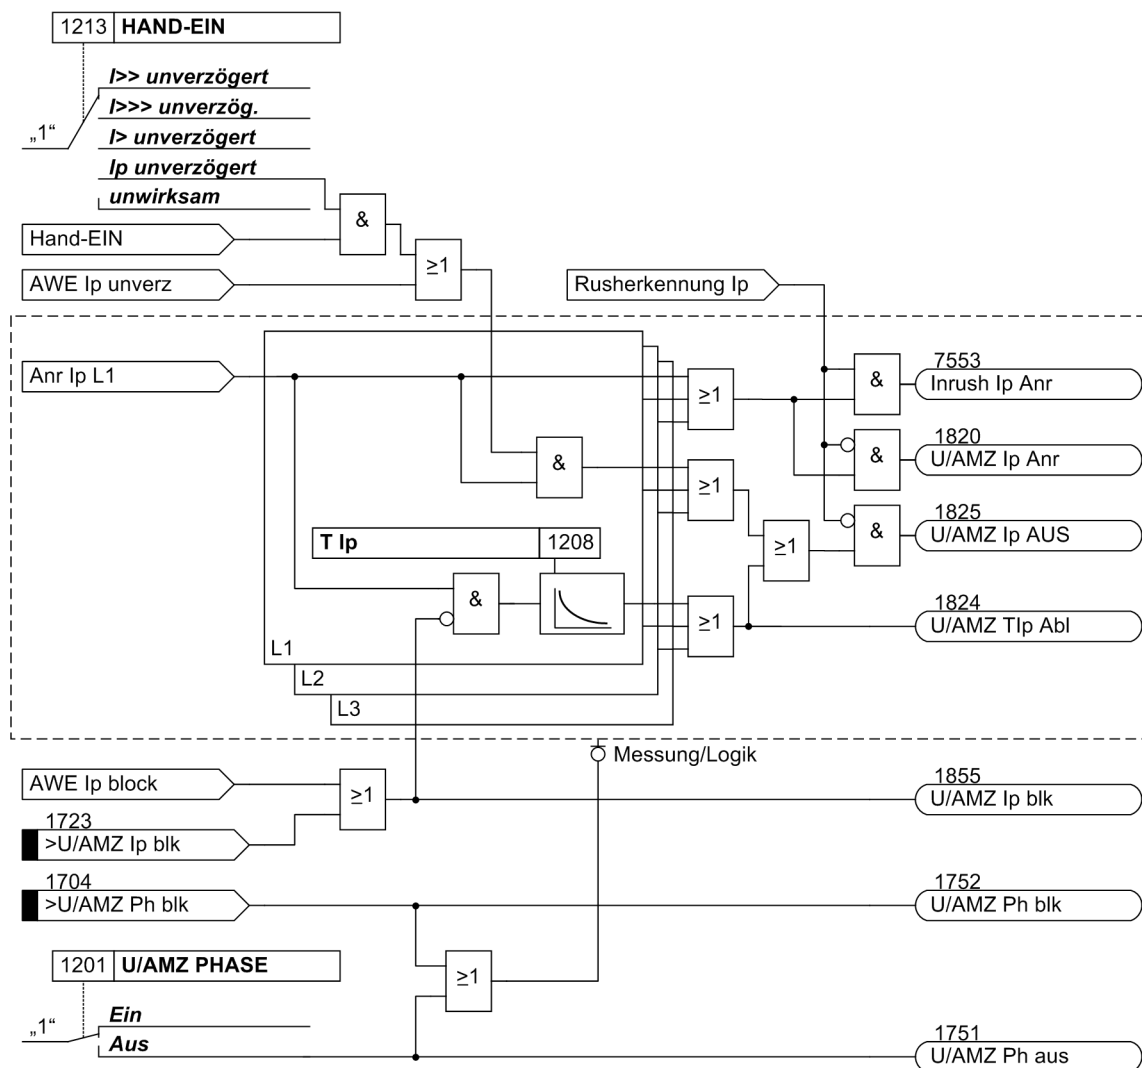 1213 HAND-EIN
I>> unverzögert
I>>> unverzög.
„1“
I> unverzögert
Ip unverzögert
unwirksam
&
Hand-EIN
≥1
AWE Ip unverz
Rusherkennung Ip
Anr Ip L1
≥1
&
7553
Inrush Ip Anr
&
1820
U/AMZ Ip Anr
&
≥1
≥1
&
1825
U/AMZ Ip AUS
T Ip 1208
&
≥1
1824
U/AMZ TIp Abl
L1
L2
L3
Messung/Logik
AWE Ip block
≥1
1855
U/AMZ Ip blk
1723
>U/AMZ Ip blk
1704
>U/AMZ Ph blk
1752
U/AMZ Ph blk
1201 U/AMZ PHASE
≥1
Ein
„1“
Aus
1751
U/AMZ Ph aus